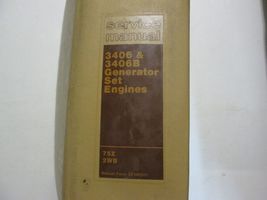 service
manual
3406 &
3406B
Generator
Set
Engines
75Z
2WB